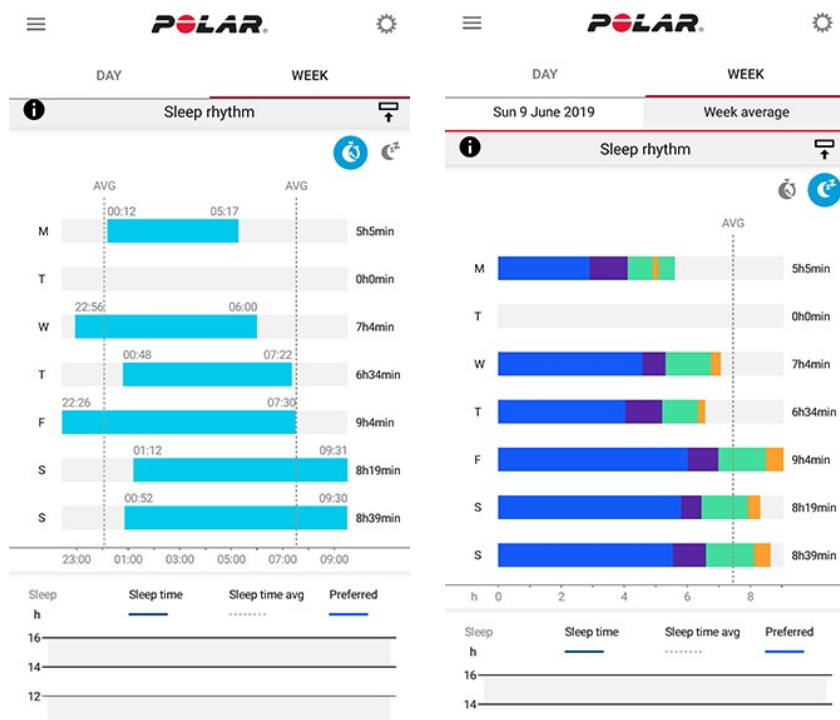 POLAR.
DAY WEEK
Sleep rhythm
AVG AVG
00:12 05:17
M 5h5min
T 0h0min
22:56 06:00
W 7h4min
00:48 07:22
T 6h34min
22:26 07:30
F 9h4min
01:12 09:31
S 8h19min
00:52 09:30
S 8h39min
23:00 01:00 03:00 05:00 07:00 09:00
Sleep Sleep time Sleep time avg Preferred
h
16
14
12
POLAR.
DAY WEEK
Sun 9 June 2019 Week average
Sleep rhythm
AVG
M 5h5min
T 0h0min
W 7h4min
T 6h34min
F 9h4min
S 8h19min
S 8h39min
h 0 2 4 6 8
Sleep Sleep time Sleep time avg Preferred
h
16
14